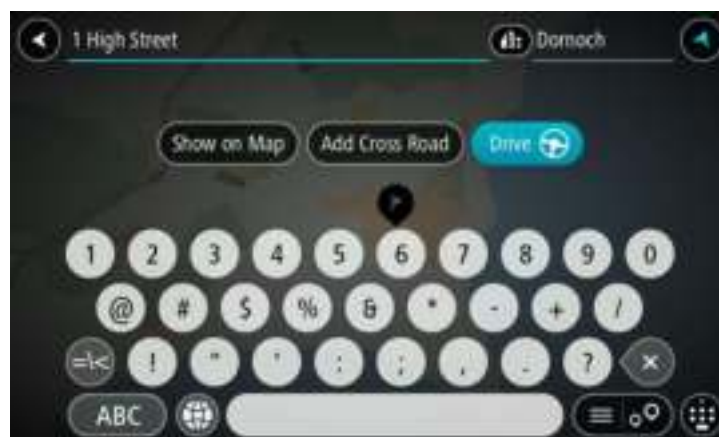 1 High Street Dornoch
Show on Map Add Cross Road Drive
1 2 3 4 5 6 7 8 9 0
@ # $ % & * - + /
=\< ! " ' : ; , . ?
ABC